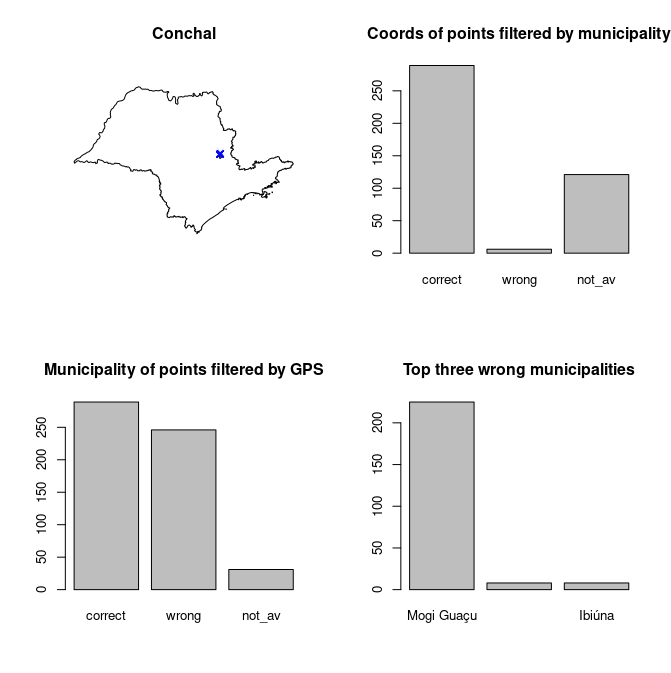 Conchal
Coords of points filtered by municipality
0 50 100 150 200 250
correct wrong not_av
Municipality of points filtered by GPS
0 50 100 150 200 250
correct wrong not_av
Top three wrong municipalities
0 50 100 150 200
Mogi Guaçu Ibiúna